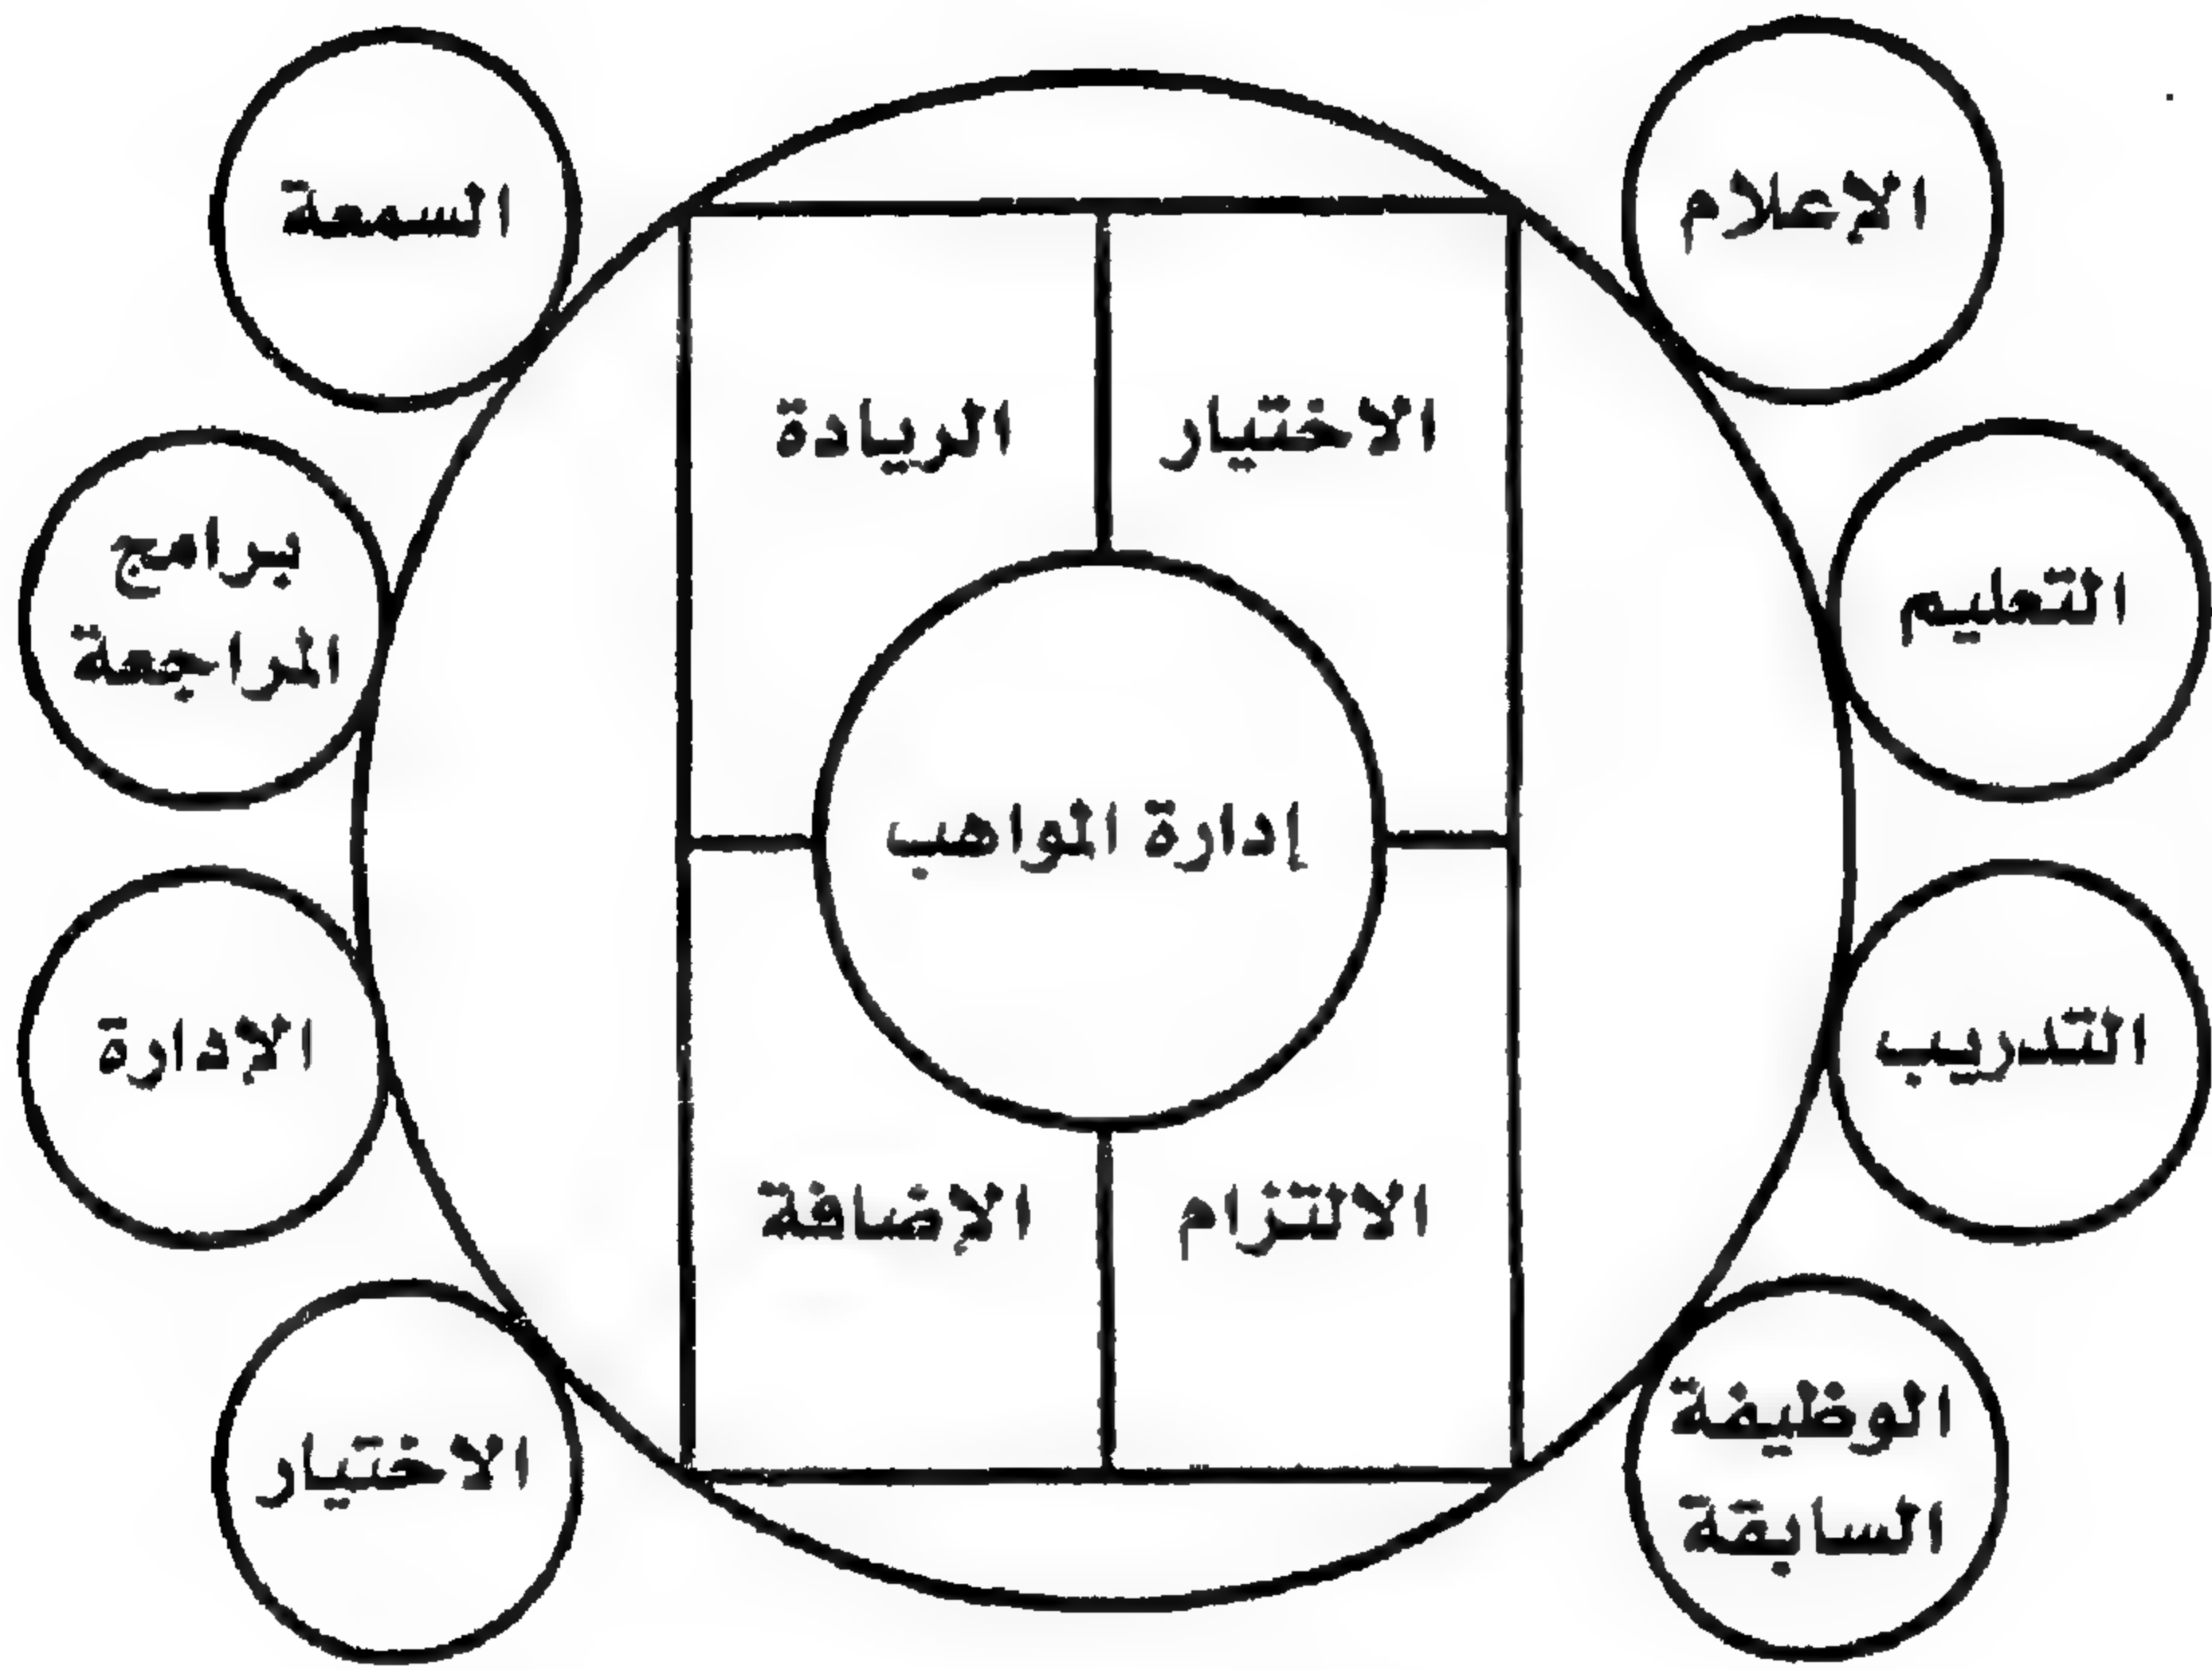 الإعلام
السمعة
الاختيار
الريادة
برامج
المراجعة
التعليم
إدارة المواهب
التدريب
الإدارة
الالتزام
الإضافة
الوظيفة
السابقة
الاختيار